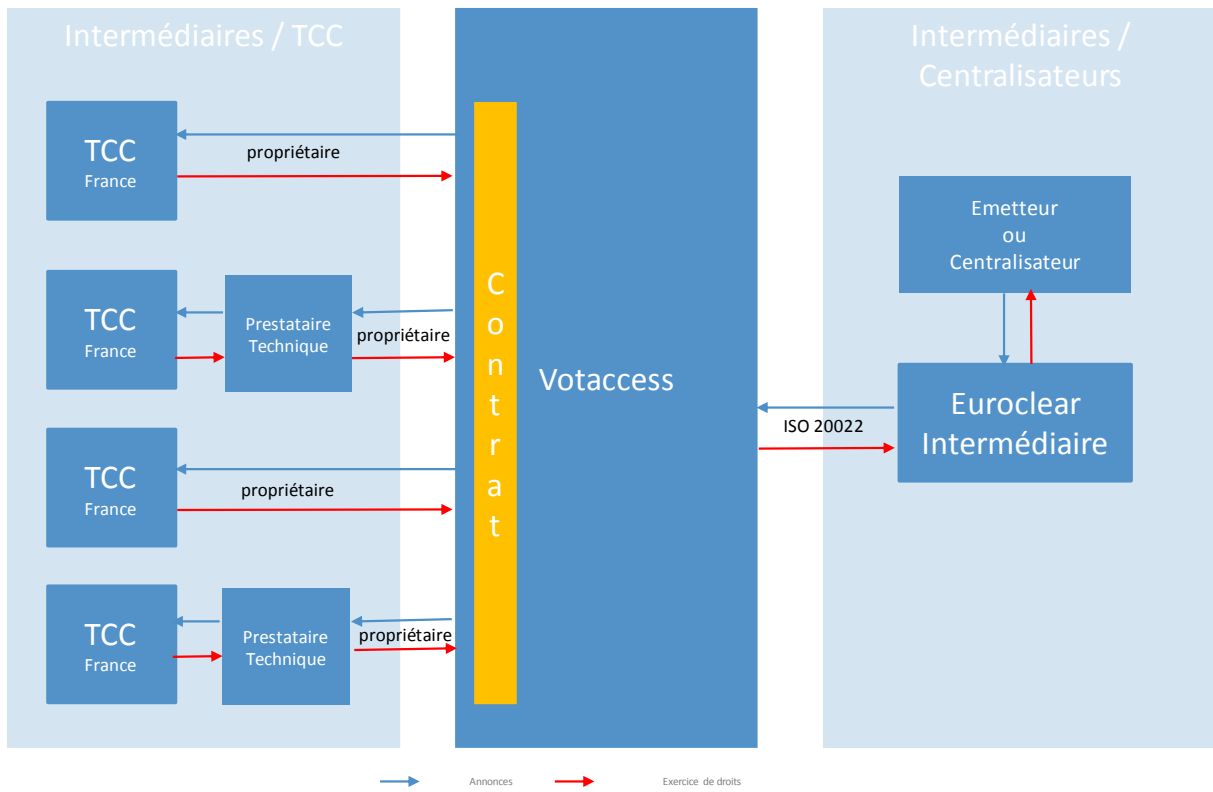 Intermédiaires / TCC
Intermédiaires /
Centralisateurs
TCC
France
propriétaire
TCC
France
Prestataire
Technique
propriétaire
TCC
France
propriétaire
TCC
France
Prestataire
Technique
propriétaire
C
o
n
t
r
a
t
Votaccess
ISO 20022
Emetteur
ou
Centralisateur
Euroclear
Intermédiaire
Annonces
Exercice de droits